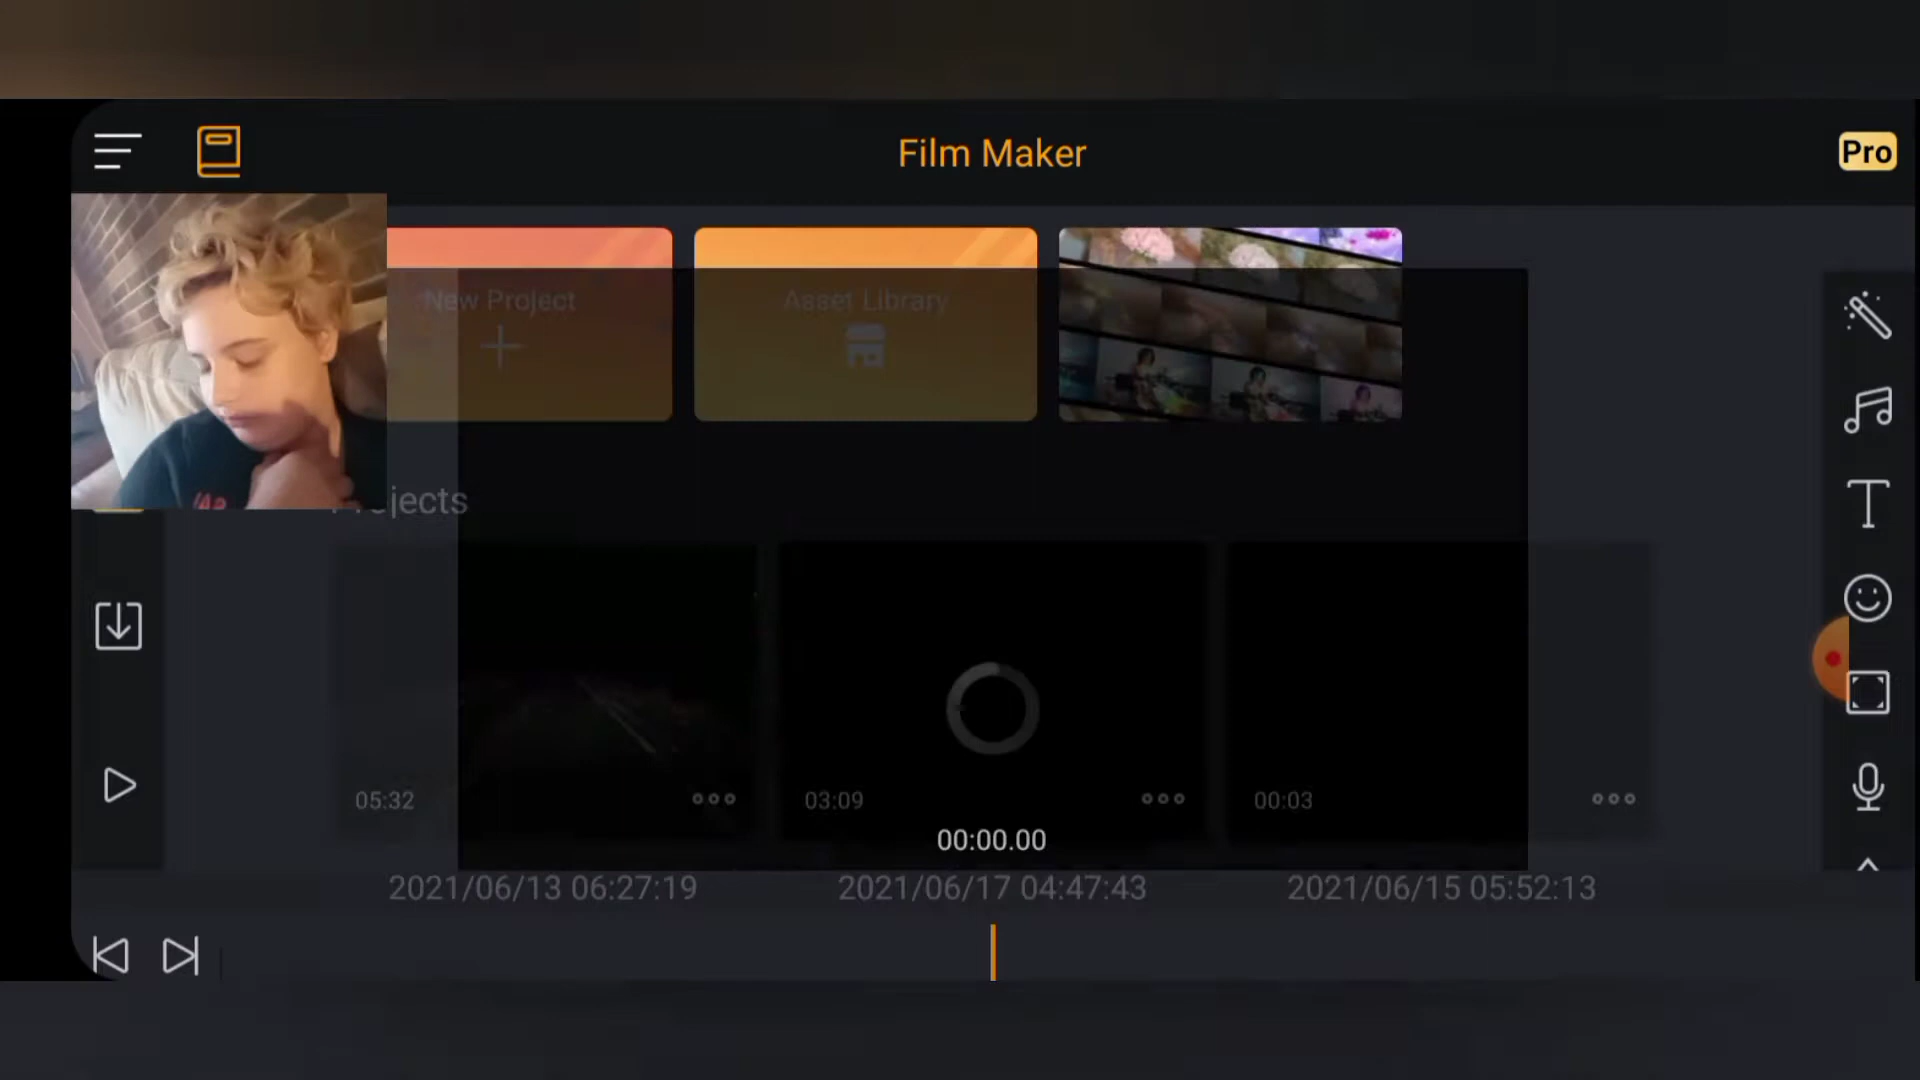 Film Maker
Pro
New Project
Asset Library
jects
05:32
03:09
00:03
00:00.00
2021/06/13 06:27:19
2021/06/17 04:47:43
2021/06/15 05:52:13